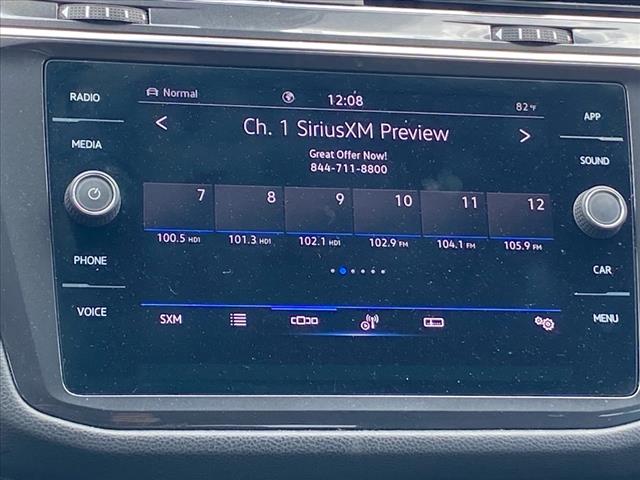 RADIO
MEDIA
PHONE
VOICE
Normal
12:08
82°F
< Ch. 1 SiriusXM Preview >
Great Offer Now!
844-711-8800
7 8 9 10 11 12
100.5 HD1 101.3 HD1 102.1 HD1 102.9 FM 104.1 FM 105.9 FM
SXM
APP
SOUND
CAR
MENU